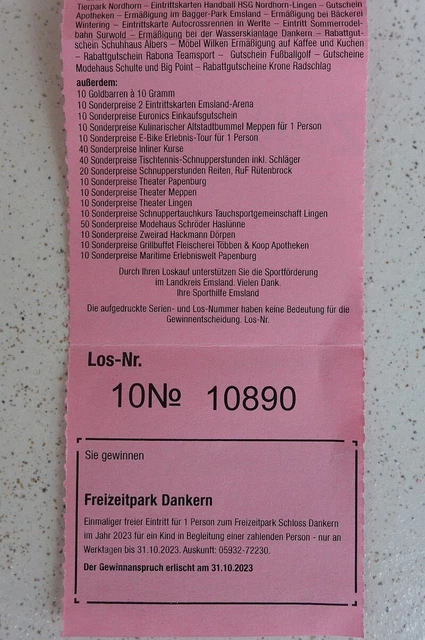 Tierpark Nordhorn – Eintrittskarten Handball HSG Nordhorn-Lingen – Gutschein
Apotheken – Ermäßigung im Bagger-Park Emsland – Ermäßigung bei Bäckerei
Wintering – Eintrittskarte Autocrossrennen in Werlte – Eintritt Sommerrodel-
bahn Surwold – Ermäßigung bei der Wasserskianlage Dankern – Rabattgut-
schein Schuhhaus Albers – Möbel Wilken Ermäßigung auf Kaffee und Kuchen
– Rabattgutschein Rabona Teamsport – Gutschein Fußballgolf – Gutscheine
Modehaus Schulte und Big Point – Rabattgutscheine Krone Radschlag
außerdem:
10 Goldbarren à 10 Gramm
10 Sonderpreise 2 Eintrittskarten Emsland-Arena
10 Sonderpreise Euronics Einkaufsgutschein
10 Sonderpreise Kulinarischer Altstadtbummel Meppen für 1 Person
10 Sonderpreise E-Bike Erlebnis-Tour für 1 Person
40 Sonderpreise Inliner Kurse
40 Sonderpreise Tischtennis-Schnupperstunden inkl. Schläger
20 Sonderpreise Schnupperstunden Reiten, RuF Rütenbrock
10 Sonderpreise Theater Papenburg
10 Sonderpreise Theater Meppen
10 Sonderpreise Theater Lingen
10 Sonderpreise Schnuppertauchkurs Tauchsportgemeinschaft Lingen
50 Sonderpreise Modehaus Schröder Haslünne
10 Sonderpreise Zweirad Hackmann Dörpen
10 Sonderpreise Grillbuffet Fleischerei Többen & Koop Apotheken
10 Sonderpreise Maritime Erlebniswelt Papenburg
Durch Ihren Loskauf unterstützen Sie die Sportförderung
im Landkreis Emsland. Vielen Dank.
Ihre Sporthilfe Emsland
Die aufgedruckte Serien- und Los-Nummer haben keine Bedeutung für die
Gewinnentscheidung. Los-Nr.
Los-Nr.
10№ 10890
Sie gewinnen
Freizeitpark Dankern
Einmaliger freier Eintritt für 1 Person zum Freizeitpark Schloss Dankern
im Jahr 2023 für ein Kind in Begleitung einer zahlenden Person - nur an
Werktagen bis 31.10.2023. Auskunft: 05932-72230.
Der Gewinnanspruch erlischt am 31.10.2023